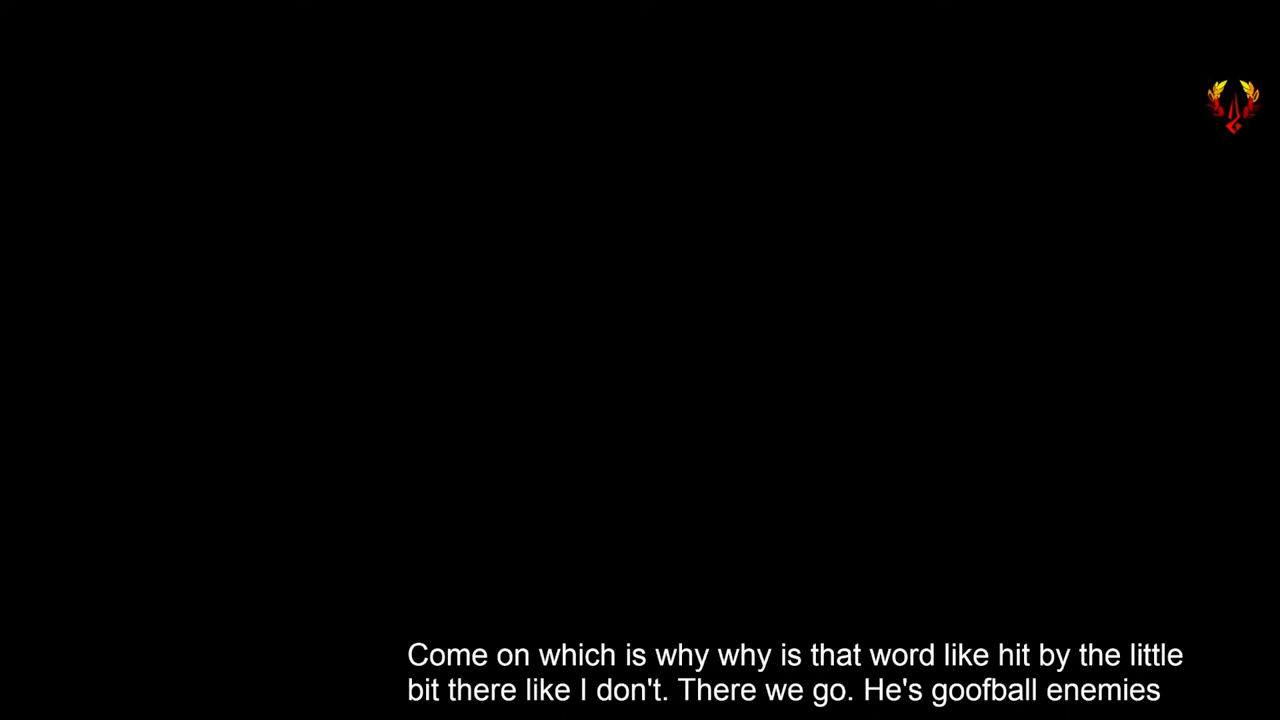 Come on which is why why is that word like hit by the little
bit there like I don't. There we go. He's goofball enemies